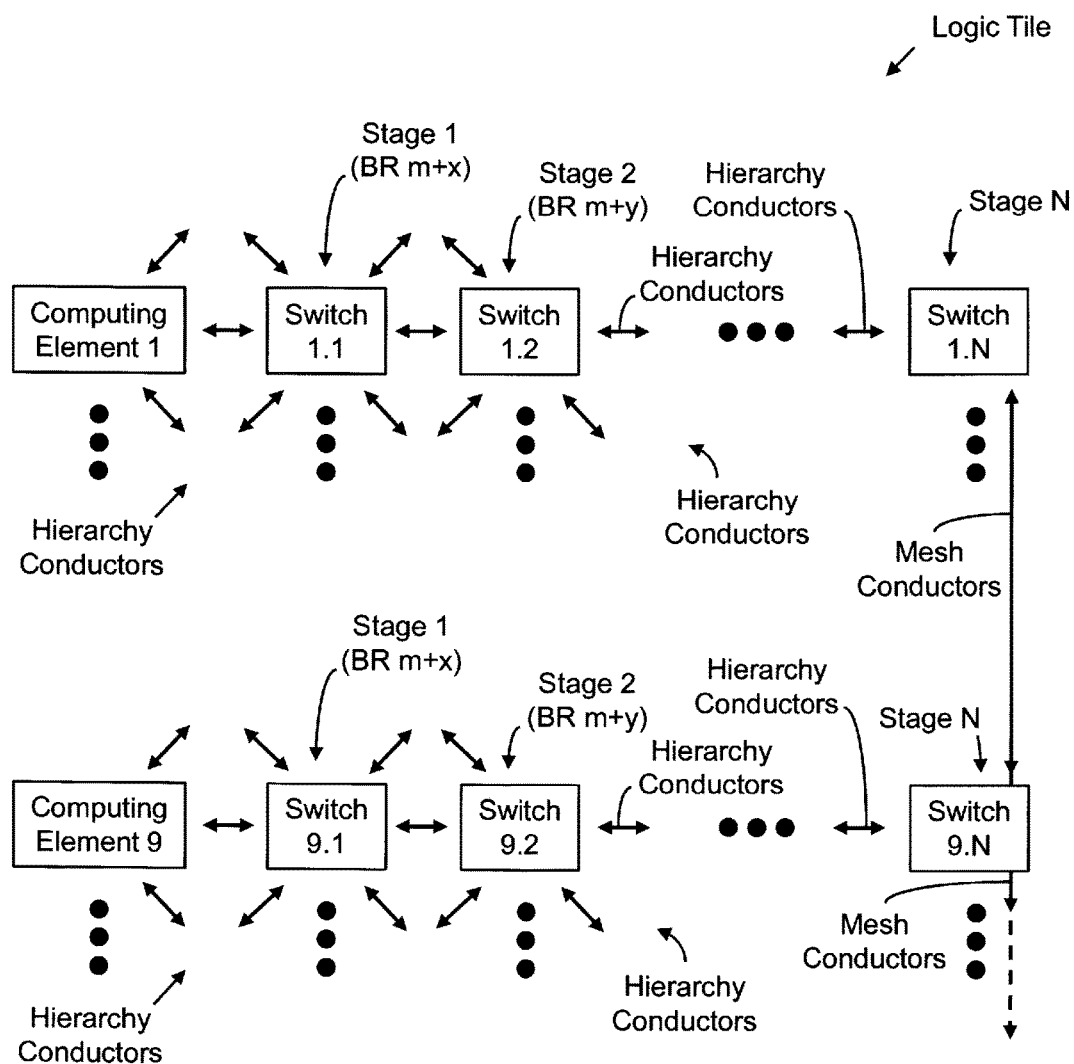 Logic Tile
Stage 1
(BR m+x)
Stage 2
(BR m+y)
Hierarchy
Conductors
Stage N
Hierarchy
Conductors
Computing
Element 1
Switch
1.1
Switch
1.2
Switch
1.N
Hierarchy
Conductors
Hierarchy
Conductors
Mesh
Conductors
Stage 1
(BR m+x)
Stage 2
(BR m+y)
Hierarchy
Conductors
Stage N
Hierarchy
Conductors
Computing
Element 9
Switch
9.1
Switch
9.2
Switch
9.N
Mesh
Conductors
Hierarchy
Conductors
Hierarchy
Conductors